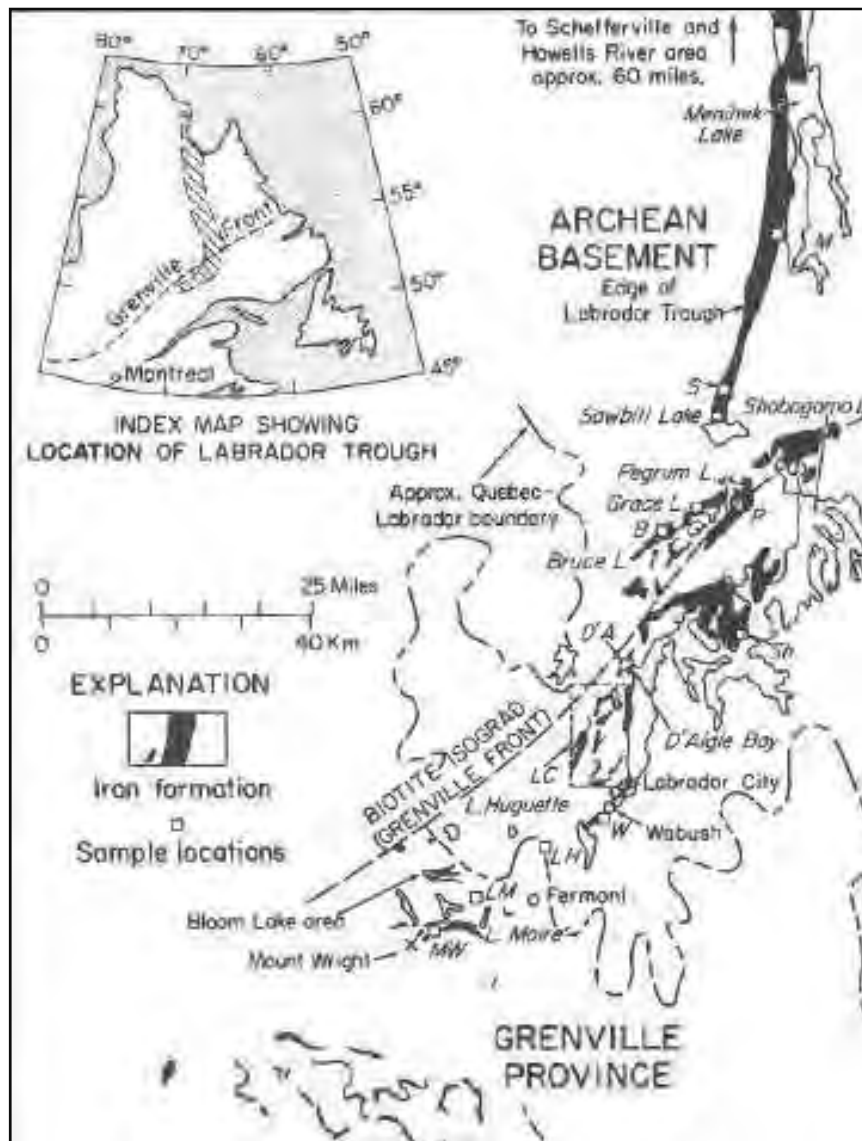 80°
70°
60°
50°
60°
55°
50°
45°
Grenville Front
Montreal
INDEX MAP SHOWING
LOCATION OF LABRADOR TROUGH
To Schefferville and
Howells River area
approx. 60 miles.
Lake
M
ARCHEAN
BASEMENT
Edge of
Labrador Trough
S
Sawbill Lake
Shabogamo L
Pegrum L.
Grace L.
B
P
Bruce L.
Approx. Quebec-
Labrador boundary
0
25 Miles
0
40 Km
EXPLANATION
Iron formation
Sample locations
D'A
Sh
D'Aigle Bay
BIOTITE ISOGRAD
(GRENVILLE FRONT)
LC
Labrador City
L. Huguette
W
Wabush
D
LH
LM
Fermont
Bloom Lake area
L. Moire
Mount Wright
MW
GRENVILLE
PROVINCE